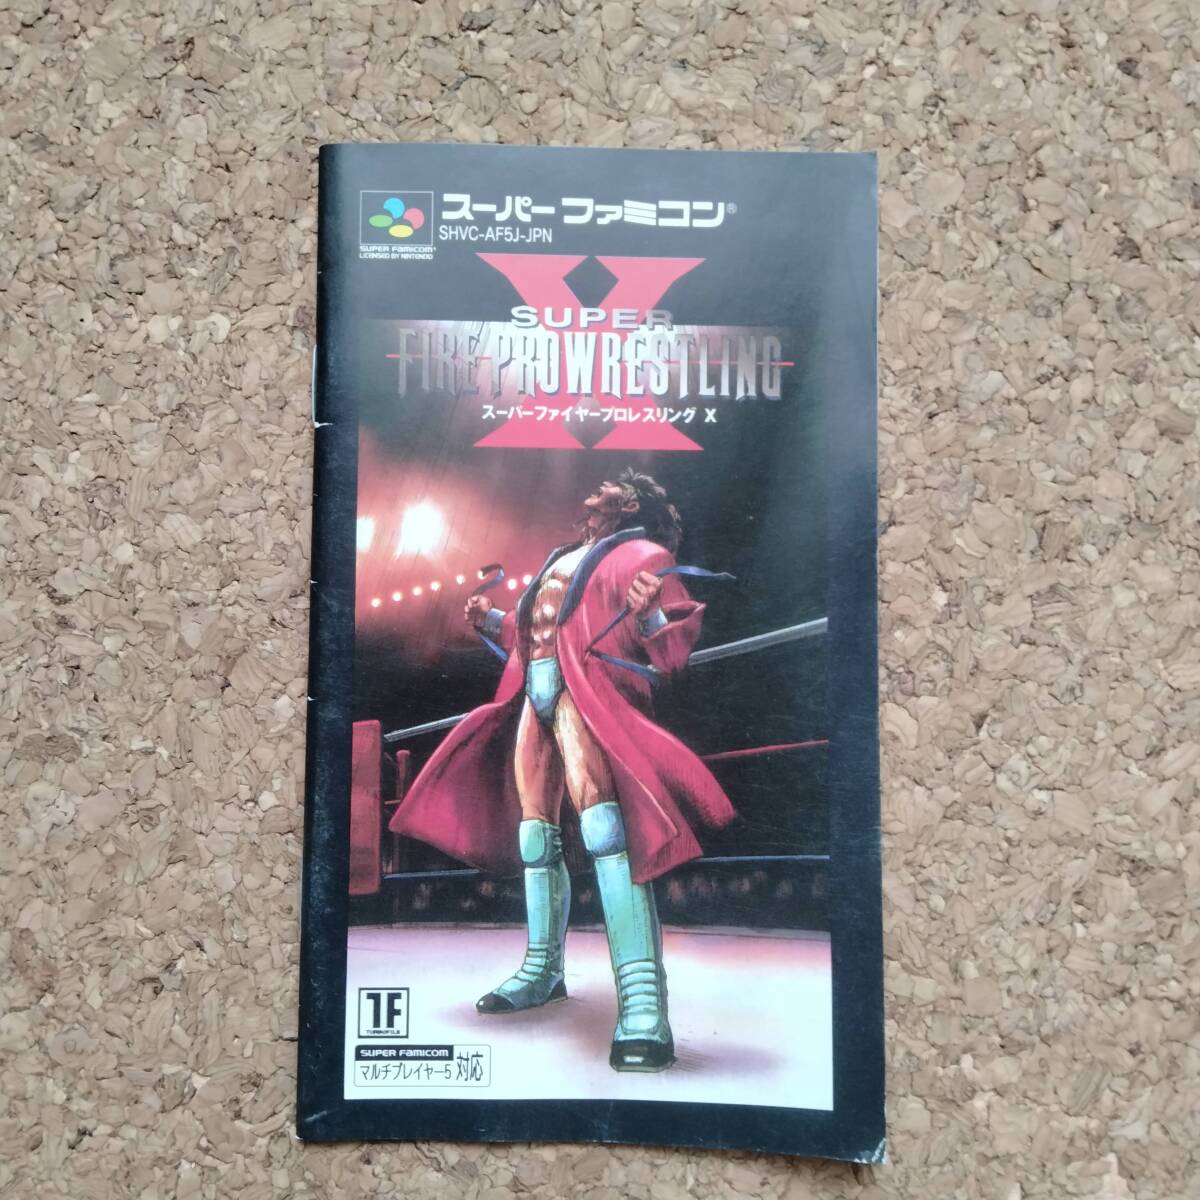 スーパーファミコン®
SHVC-AF5J-JPN
SUPER FAMICOM
LICENSED BY NINTENDO
X
SUPER
FIRE PROWRESTLING
スーパーファイヤープロレスリング X
TF
TURBOFILE
SUPER FAMICOM
マルチプレイヤー5 対応